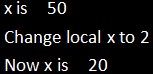 x is 50
Change local x to 2
Now x is 20